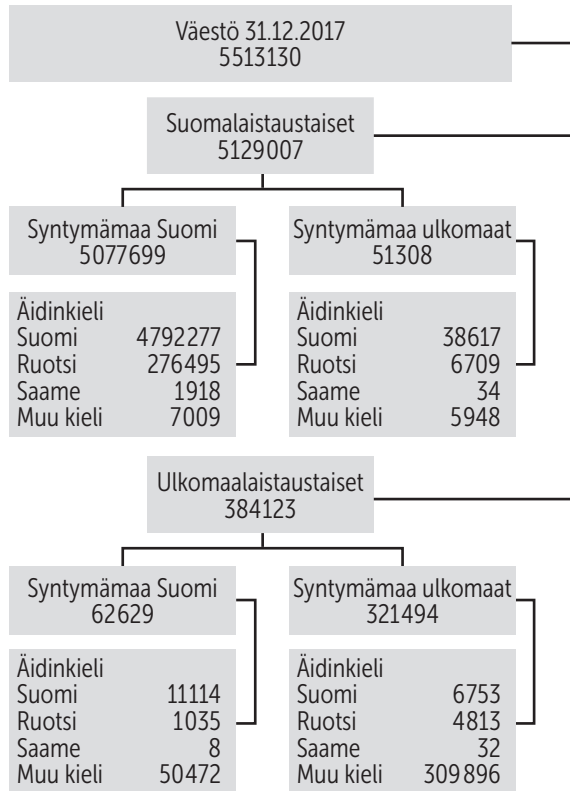 Väestö 31.12.2017
5513130
Suomalaistaustaiset
5129007
Syntymämaa Suomi
5077699
Syntymämaa ulkomaat
51308
Äidinkieli
Suomi 4792277
Ruotsi 276495
Saame 1918
Muu kieli 7009
Äidinkieli
Suomi 38617
Ruotsi 6709
Saame 34
Muu kieli 5948
Ulkomaalaistaustaiset
384123
Syntymämaa Suomi
62629
Syntymämaa ulkomaat
321494
Äidinkieli
Suomi 11114
Ruotsi 1035
Saame 8
Muu kieli 50472
Äidinkieli
Suomi 6753
Ruotsi 4813
Saame 32
Muu kieli 309896